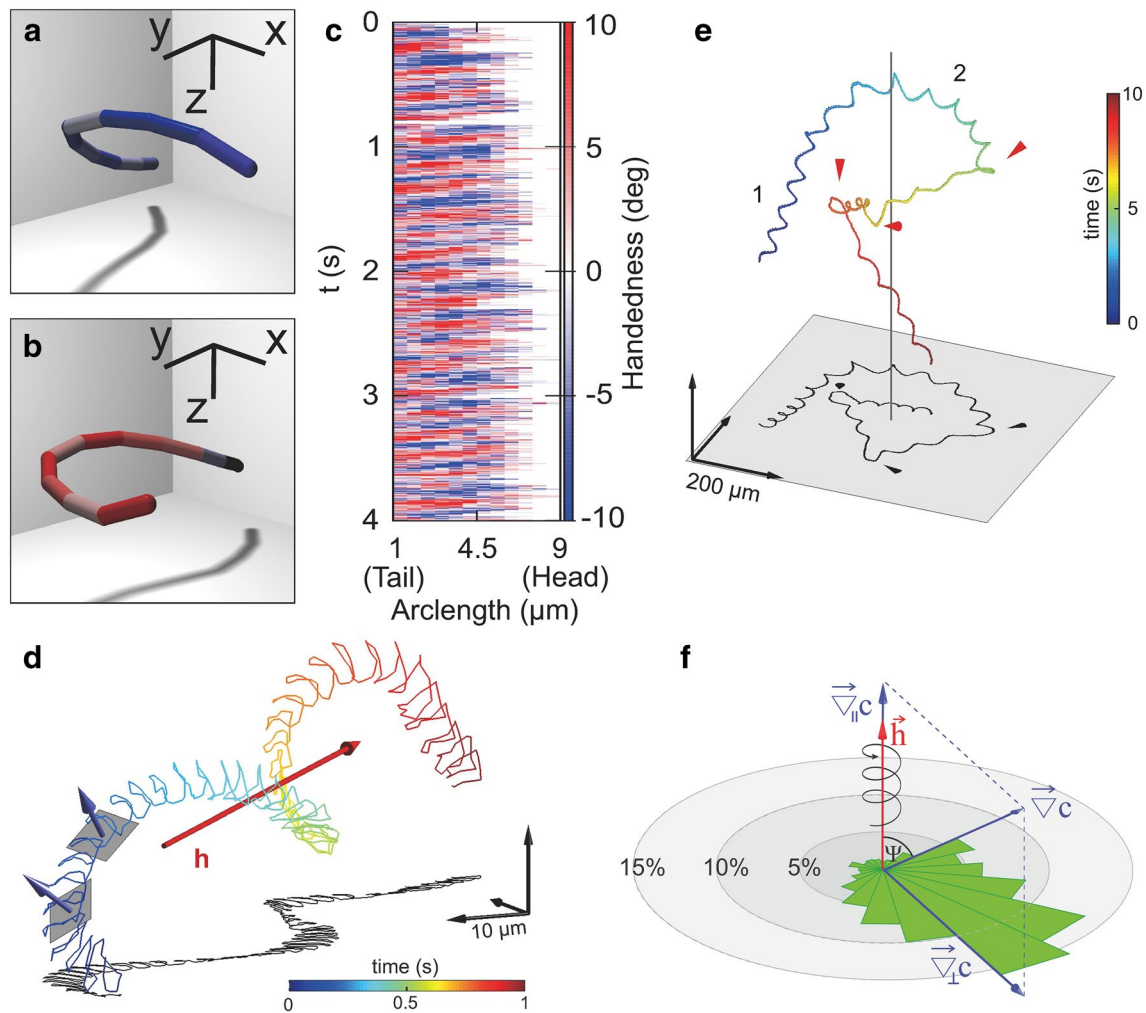 a
y
x
z
b
y
x
z
c
0
1
2
3
4
t (s)
1
(Tail)
4.5
9
(Head)
Arclength (µm)
10
5
0
-5
-10
Handedness (deg)
d
h
10 µm
time (s)
0
0.5
1
e
1
2
10
5
0
time (s)
200 µm
f
∇∥c
h
∇c
Ψ
15%
10%
5%
∇⊥c